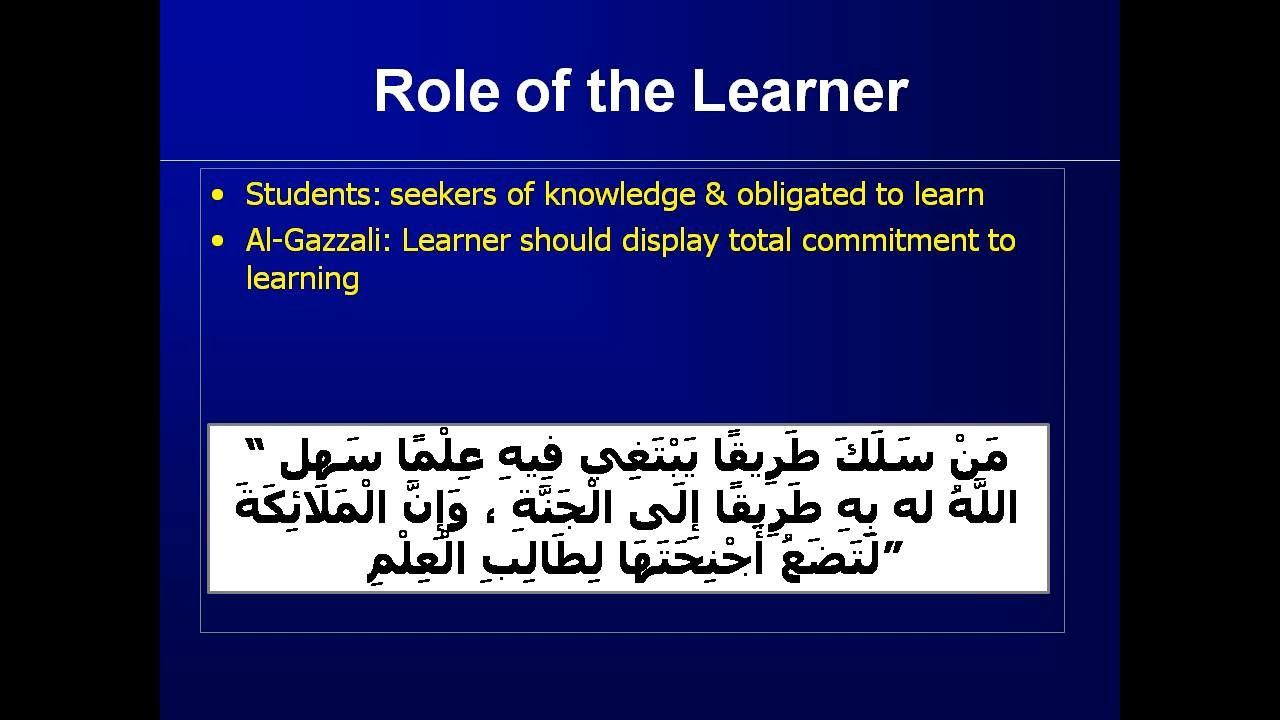 Role of the Learner
• Students: seekers of knowledge & obligated to learn
• Al-Gazzali: Learner should display total commitment to
learning
مَنْ سَلَكَ طَرِيقًا يَبْتَغِي فِيهِ عِلْمًا سَهِل “
اللَّهُ له بِهِ طَرِيقًا إِلَى الْجَنَّةِ ، وَإِنَّ الْمَلَائِكَةَ
”لَتَضَعُ أَجْنِحَتَهَا لِطَالِبِ الْعِلْمِ